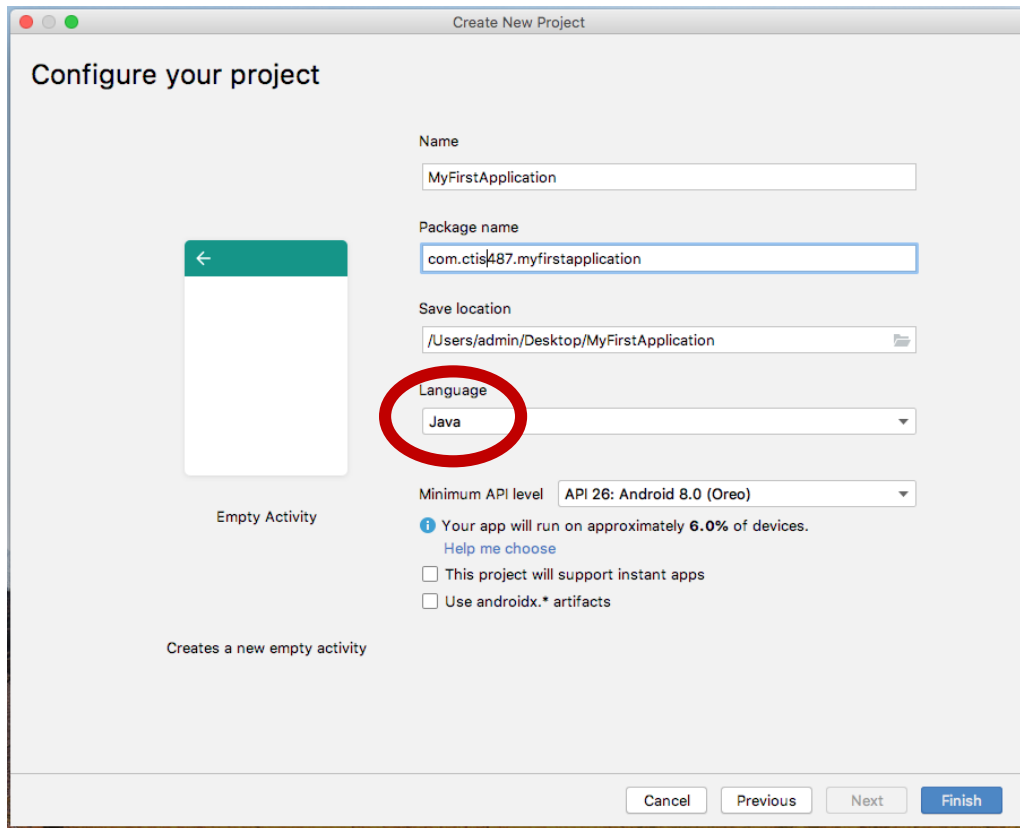 Create New Project
Configure your project
Name
MyFirstApplication
Package name
com.ctis487.myfirstapplication
Save location
/Users/admin/Desktop/MyFirstApplication
Language
Java
Minimum API level API 26: Android 8.0 (Oreo)
Your app will run on approximately 6.0% of devices.
Help me choose
This project will support instant apps
Use androidx.* artifacts
Empty Activity
Creates a new empty activity
Cancel Previous Next Finish